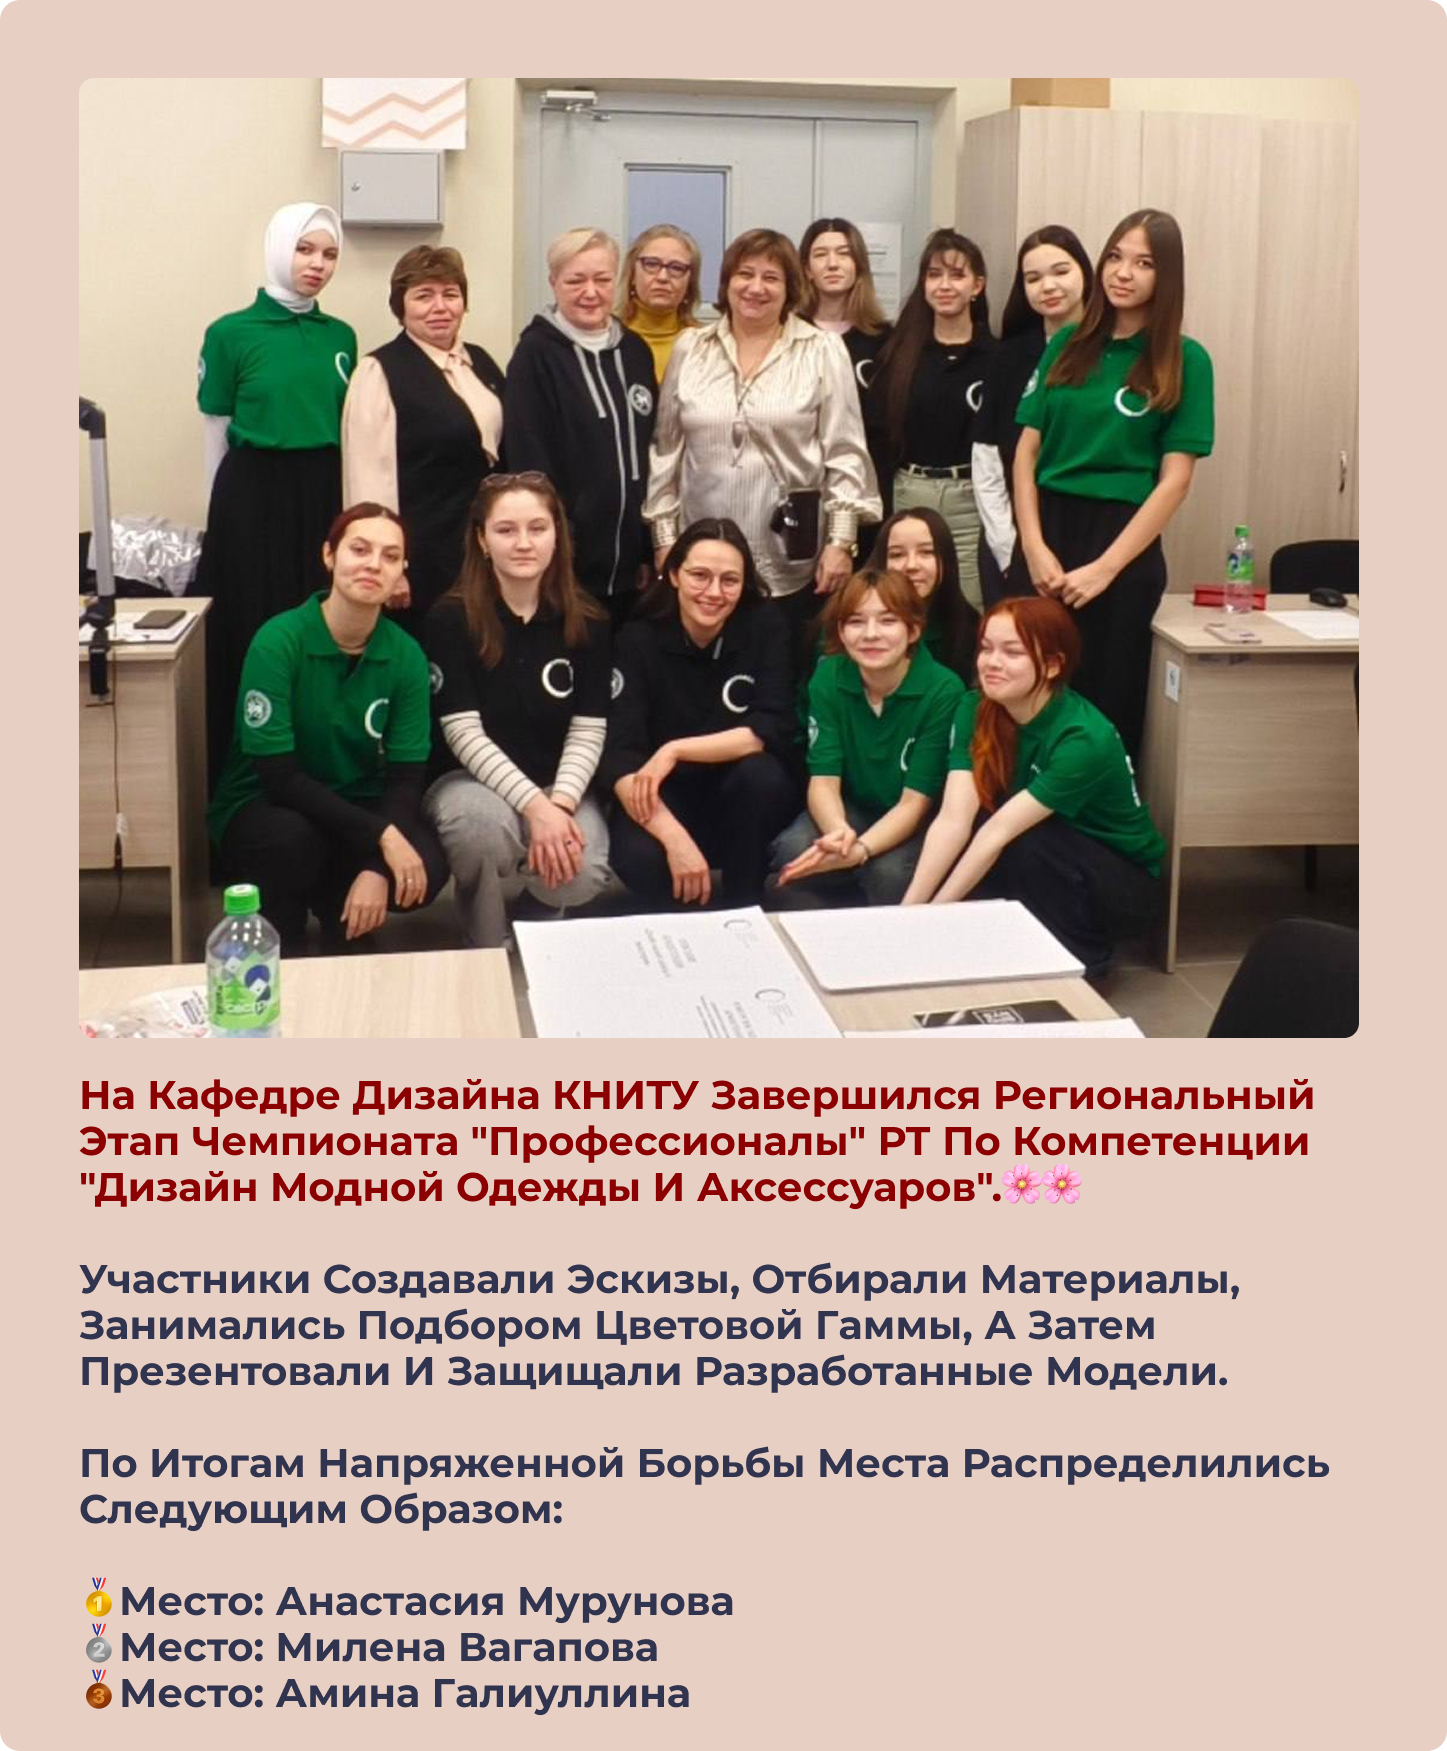 На Кафедре Дизайна КНИТУ Завершился Региональный
Этап Чемпионата "Профессионалы" РТ По Компетенции
"Дизайн Модной Одежды И Аксессуаров".🌸🌸
Участники Создавали Эскизы, Отбирали Материалы,
Занимались Подбором Цветовой Гаммы, А Затем
Презентовали И Защищали Разработанные Модели.
По Итогам Напряженной Борьбы Места Распределились
Следующим Образом:
🥇Место: Анастасия Мурунова
🥈Место: Милена Вагапова
🥉Место: Амина Галиуллина